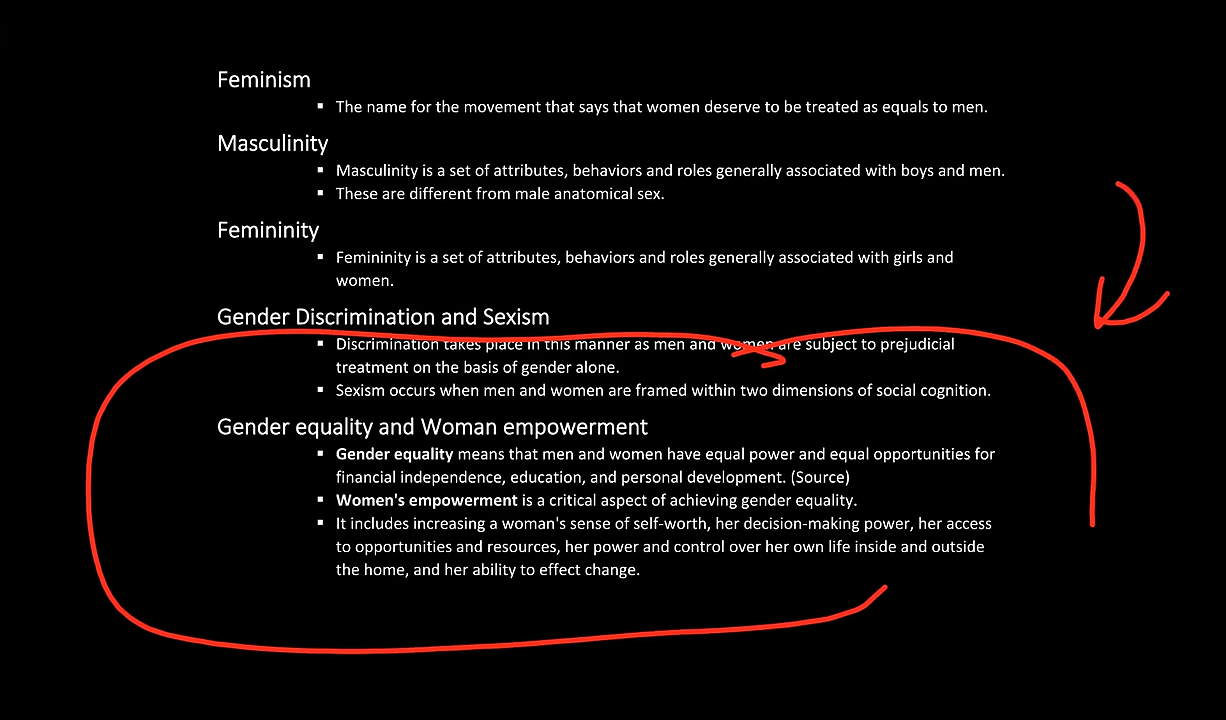 Feminism
▪ The name for the movement that says that women deserve to be treated as equals to men.
Masculinity
▪ Masculinity is a set of attributes, behaviors and roles generally associated with boys and men.
▪ These are different from male anatomical sex.
Femininity
▪ Femininity is a set of attributes, behaviors and roles generally associated with girls and
women.
Gender Discrimination and Sexism
▪ Discrimination takes place in this manner as men and women are subject to prejudicial
treatment on the basis of gender alone.
▪ Sexism occurs when men and women are framed within two dimensions of social cognition.
Gender equality and Woman empowerment
▪ Gender equality means that men and women have equal power and equal opportunities for
financial independence, education, and personal development. (Source)
▪ Women's empowerment is a critical aspect of achieving gender equality.
▪ It includes increasing a woman's sense of self-worth, her decision-making power, her access
to opportunities and resources, her power and control over her own life inside and outside
the home, and her ability to effect change.